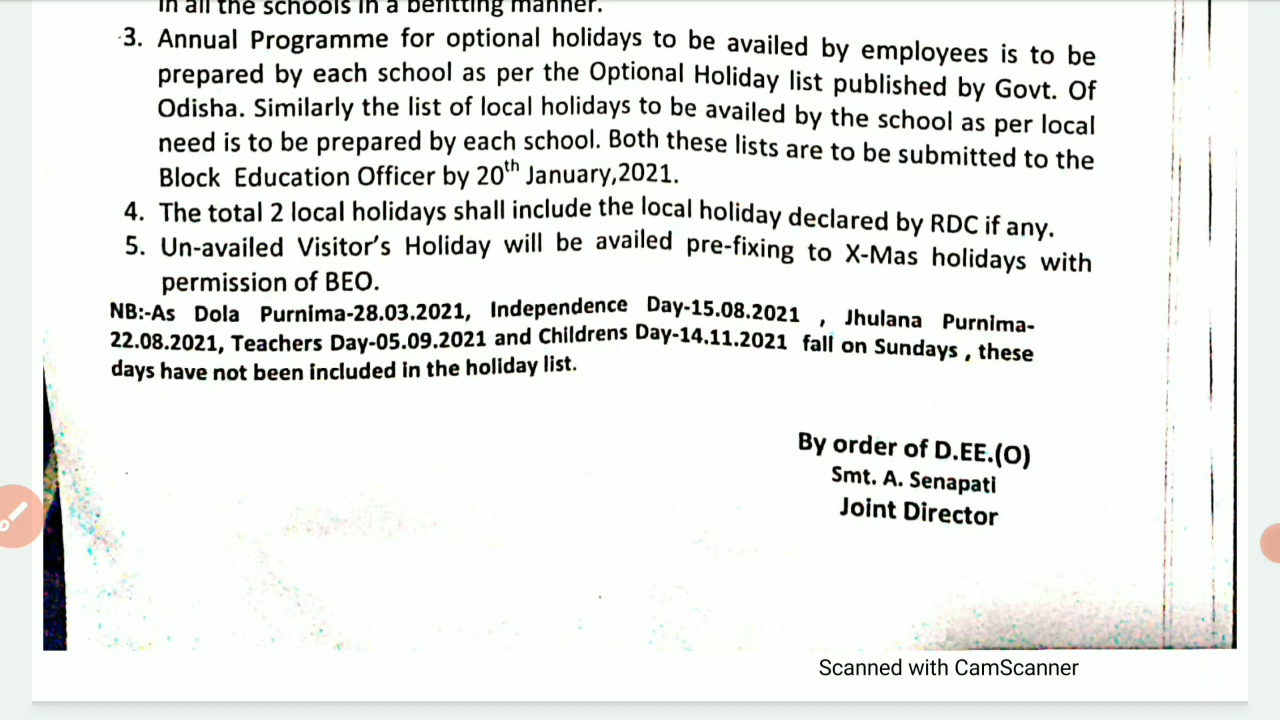 in all the schools in a befitting manner.
3. Annual Programme for optional holidays to be availed by employees is to be
prepared by each school as per the Optional Holiday list published by Govt. Of
Odisha. Similarly the list of local holidays to be availed by the school as per local
need is to be prepared by each school. Both these lists are to be submitted to the
Block Education Officer by 20th January,2021.
4. The total 2 local holidays shall include the local holiday declared by RDC if any.
5. Un-availed Visitor's Holiday will be availed pre-fixing to X-Mas holidays with
permission of BEO.
NB:-As Dola Purnima-28.03.2021, Independence Day-15.08.2021 , Jhulana Purnima-
22.08.2021, Teachers Day-05.09.2021 and Childrens Day-14.11.2021 fall on Sundays , these
days have not been included in the holiday list.
By order of D.EE.(O)
Smt. A. Senapati
Joint Director
Scanned with CamScanner